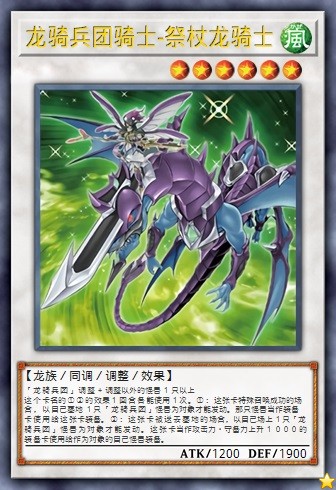 龙骑兵团骑士-祭杖龙骑士
風
【龙族／同调／调整／效果】
「龙骑兵团」调整＋调整以外的怪兽１只以上
这个卡名的①②的效果１回合各能使用１次。①：这张卡特殊召唤成功的场
合，以自己墓地１只「龙骑兵团」怪兽为对象才能发动。那只怪兽当作装备
卡使用给这张卡装备。②：这张卡被送去墓地的场合，以自己场上１只「龙
骑兵团」怪兽为对象才能发动。这张卡当作攻击力・守备力上升１０００的
装备卡使用给作为对象的自己怪兽装备。
ATK/1200 DEF/1900